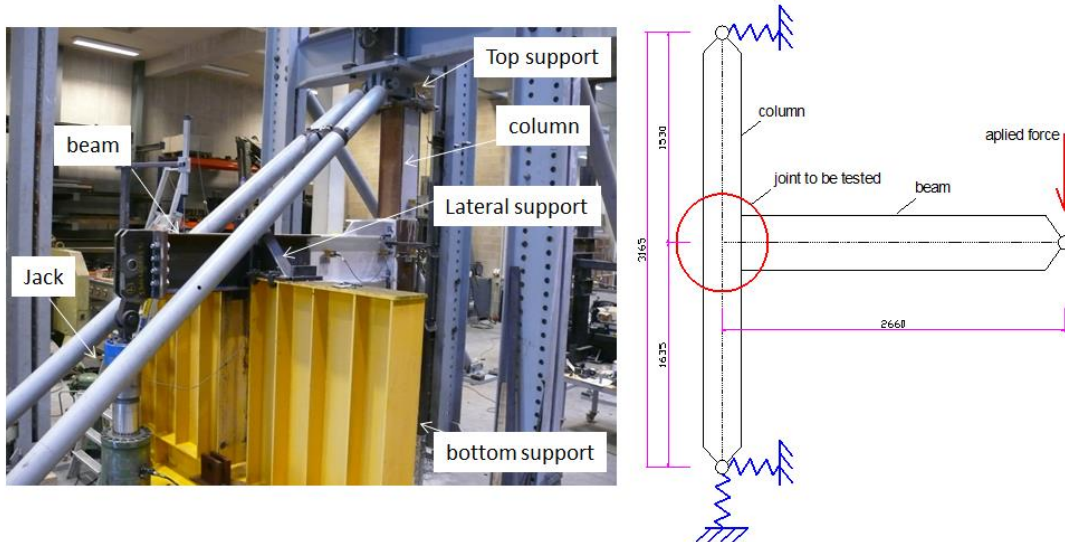 Top support
column
beam
Lateral support
Jack
bottom support
column
aplied force
joint to be tested
beam
1530
3165
1635
2660